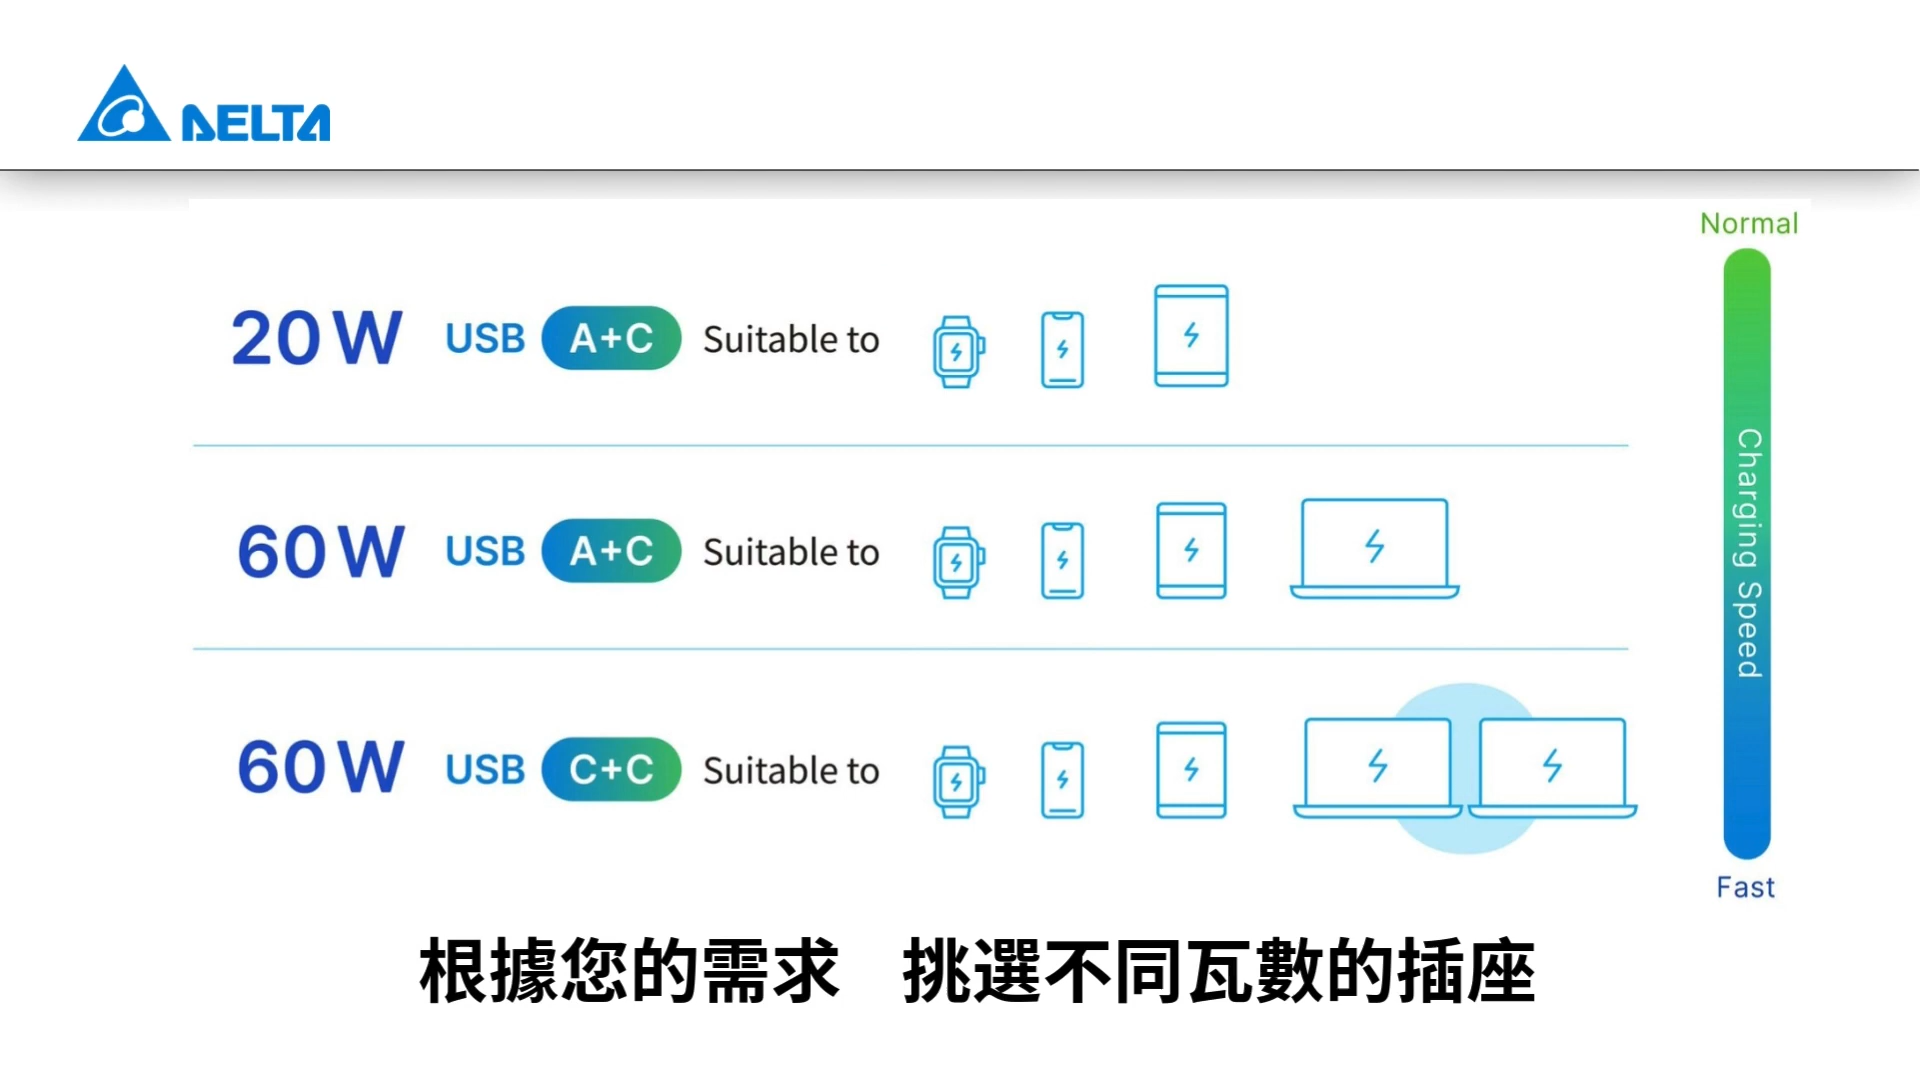 DELTA
Normal
20W USB A+C Suitable to
60W USB A+C Suitable to
Charging Speed
60W USB C+C Suitable to
Fast
根據您的需求 挑選不同瓦數的插座